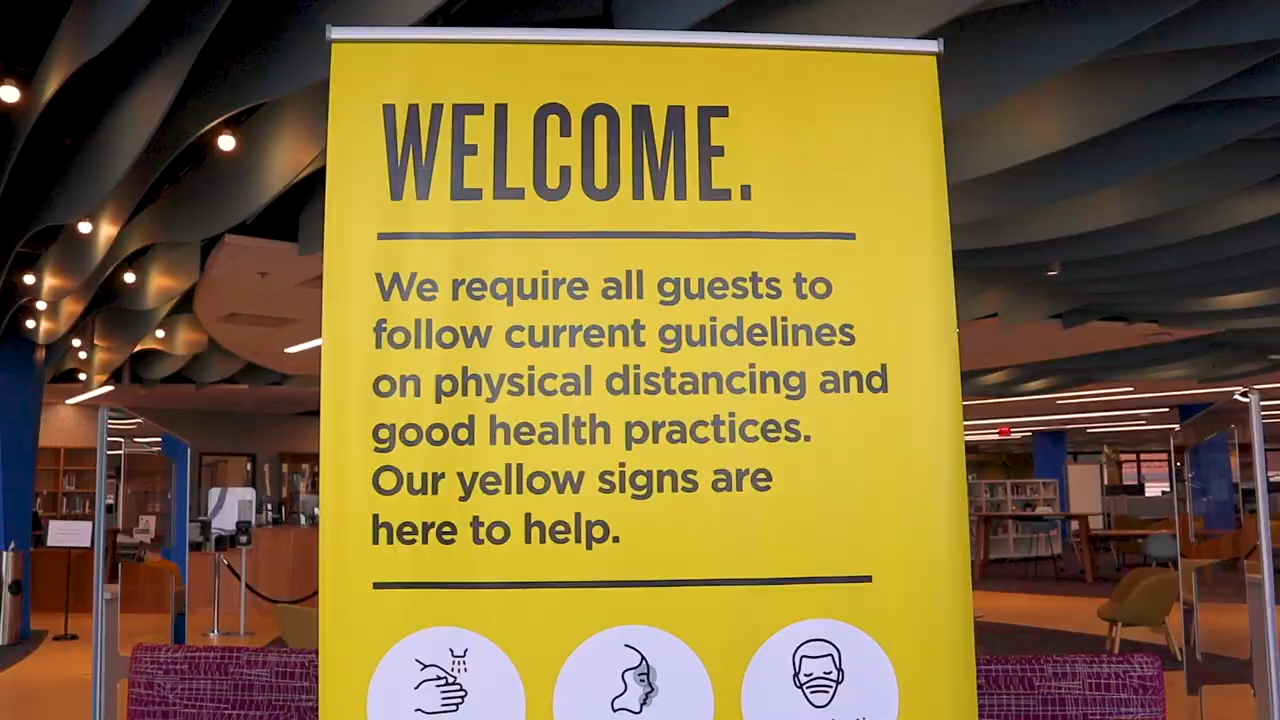 WELCOME.
We require all guests to
follow current guidelines
on physical distancing and
good health practices.
Our yellow signs are
here to help.